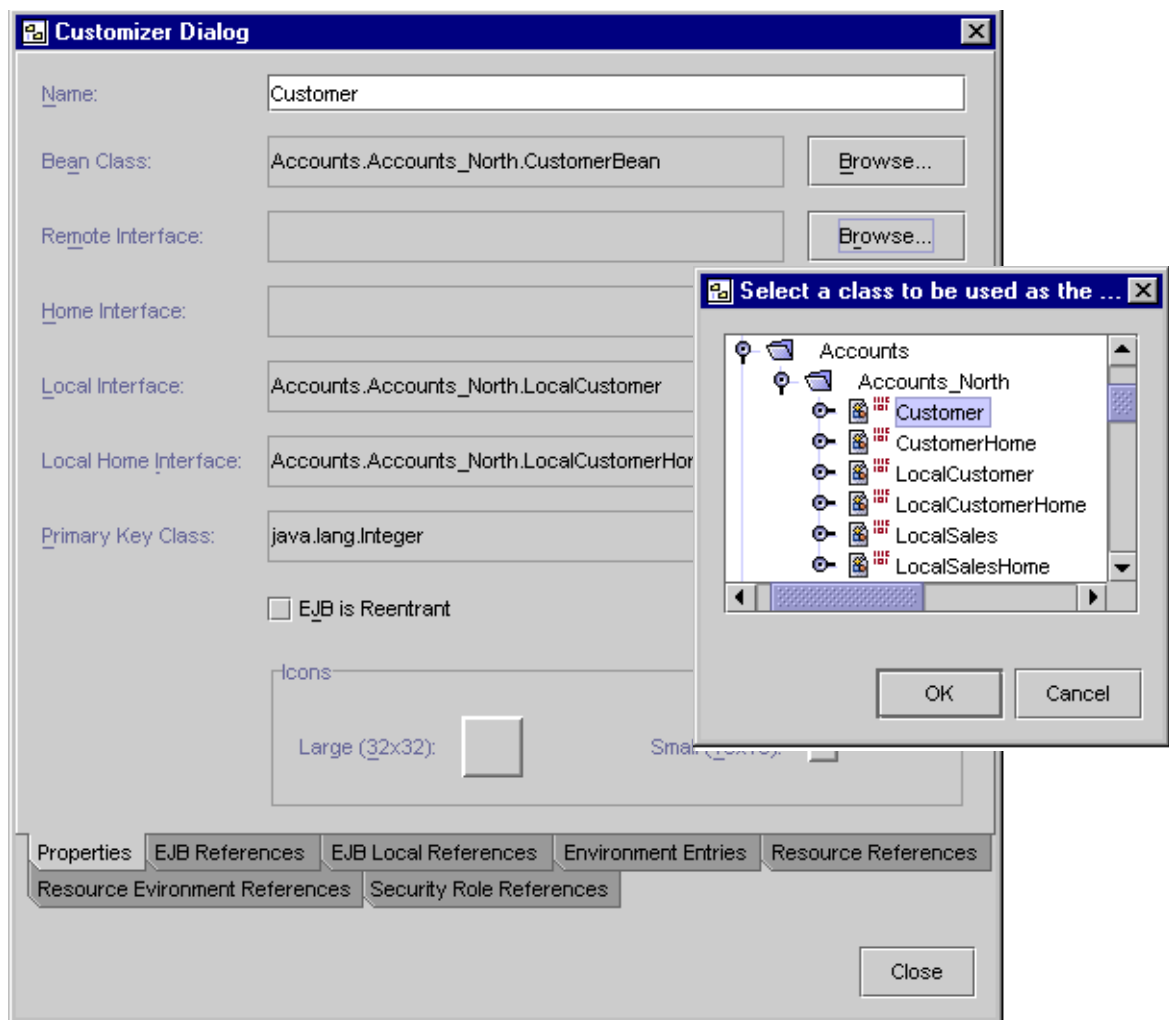 Customizer Dialog
Name: Customer
Bean Class: Accounts.Accounts_North.CustomerBean Browse...
Remote Interface: Browse...
Home Interface:
Local Interface: Accounts.Accounts_North.LocalCustomer
Local Home Interface: Accounts.Accounts_North.LocalCustomerHor
Primary Key Class: java.lang.Integer
EJB is Reentrant
Icons
Large (32x32):
Select a class to be used as the ...
Accounts
Accounts_North
Customer
CustomerHome
LocalCustomer
LocalCustomerHome
LocalSales
LocalSalesHome
OK Cancel
Properties EJB References EJB Local References Environment Entries Resource References
Resource Evironment References Security Role References
Close